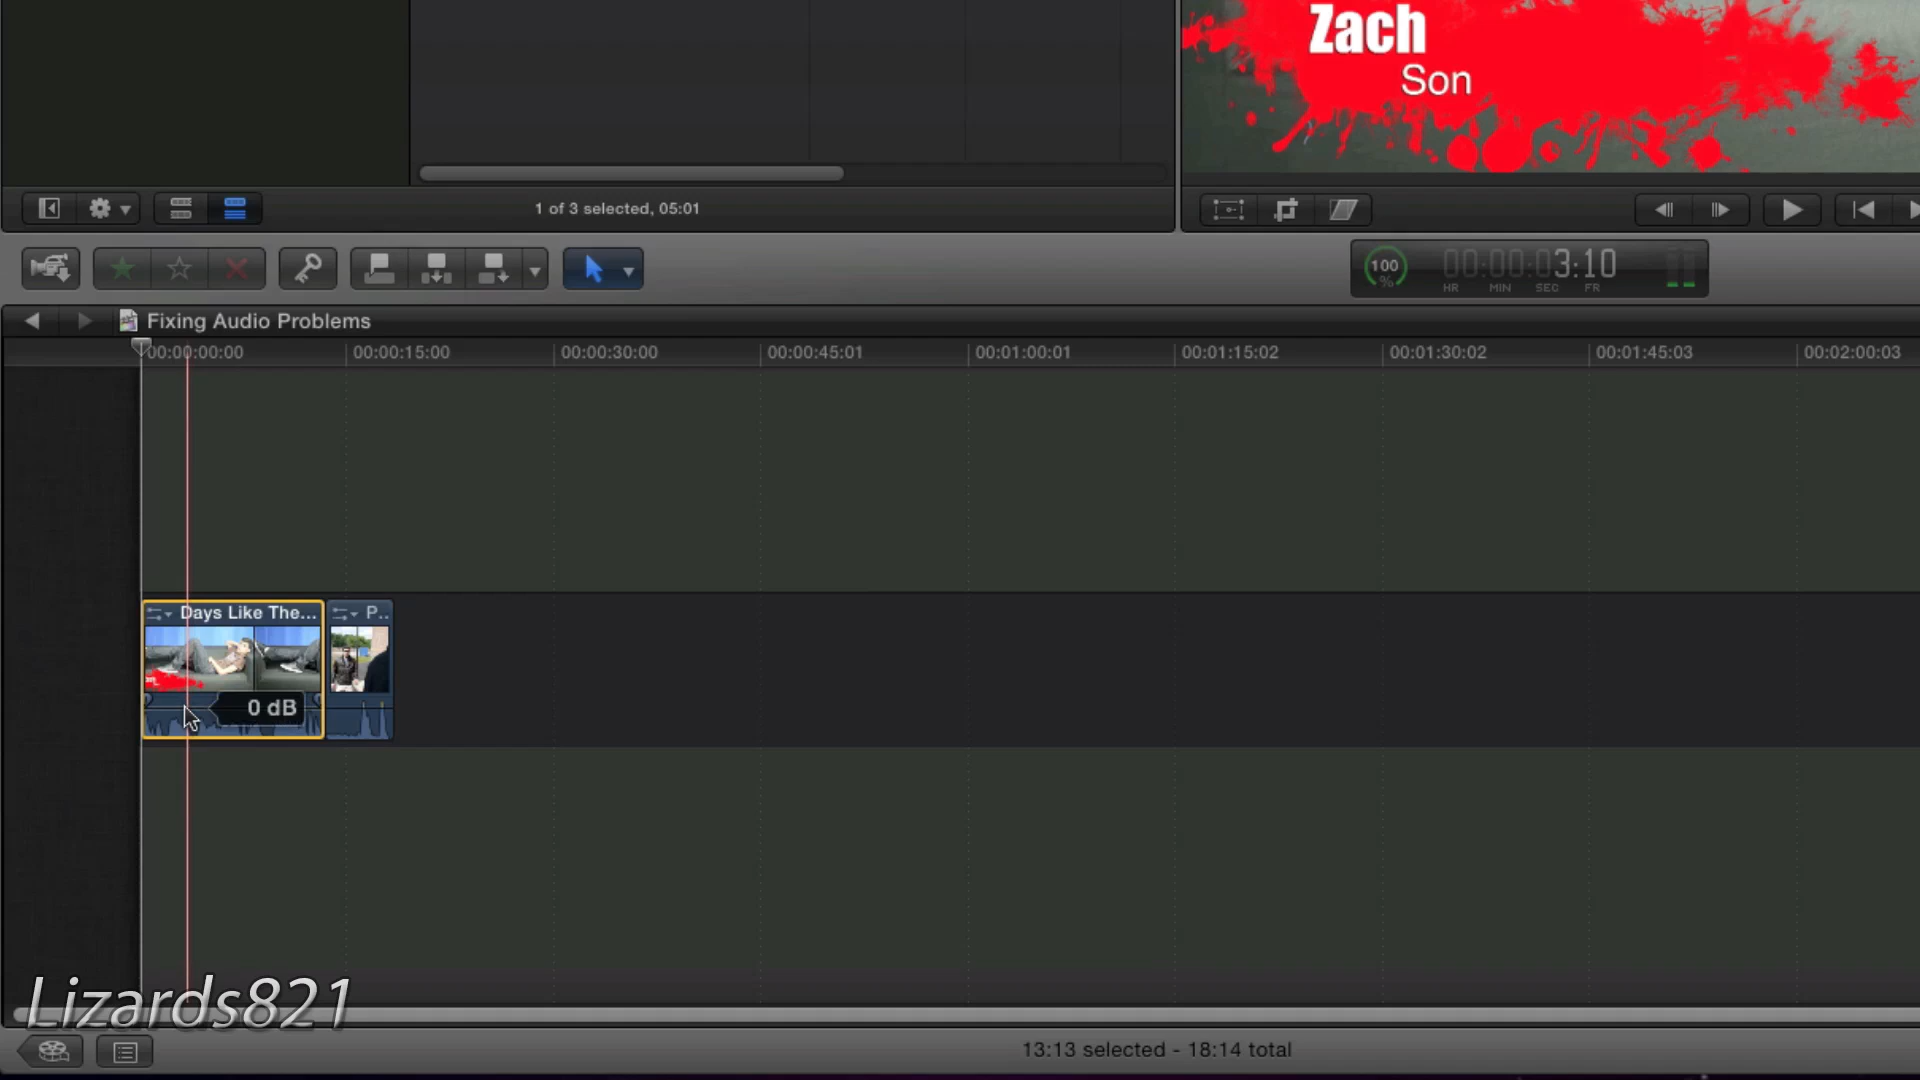 Zach
Son
1 of 3 selected, 05:01
100
%
00:00:03:10
HR MIN SEC FR
Fixing Audio Problems
00:00:00:00 00:00:15:00 00:00:30:00 00:00:45:01 00:01:00:01 00:01:15:02 00:01:30:02 00:01:45:03 00:02:00:03
Days Like The... P..
0 dB
Lizards821
13:13 selected - 18:14 total